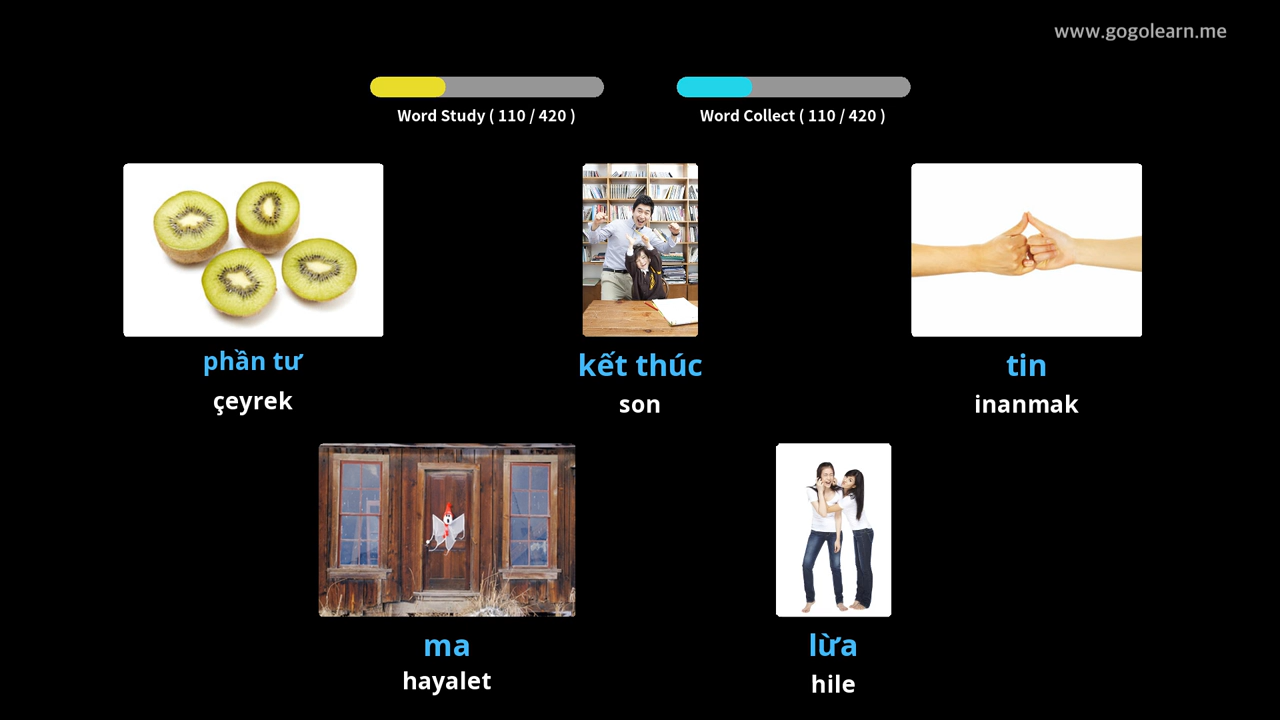 www.gogolearn.me
Word Study ( 110 / 420 )
Word Collect ( 110 / 420 )
phần tư
çeyrek
kết thúc
son
tin
inanmak
ma
hayalet
lừa
hile